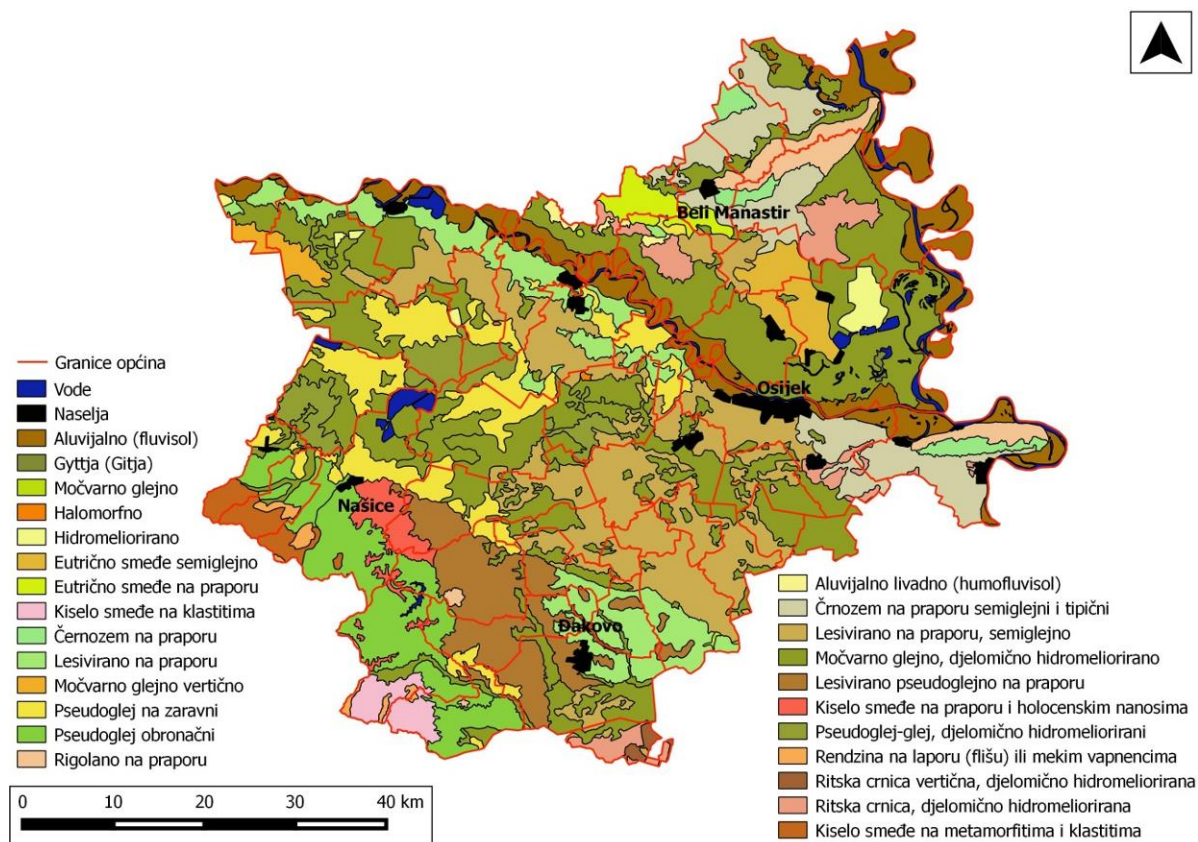 Beli Manastir
Osijek
Našice
Đakovo
Granice općina
Vode
Naselja
Aluvijalno (fluvisol)
Gyttja (Gitja)
Močvarno glejno
Halomorfno
Hidromeliorirano
Eutrično smeđe semiglejno
Eutrično smeđe na praporu
Kiselo smeđe na klastitima
Černozem na praporu
Lesivirano na praporu
Močvarno glejno vertično
Pseudoglej na zaravni
Pseudoglej obronačni
Rigolano na praporu
0 10 20 30 40 km
Aluvijalno livadno (humofluvisol)
Črnozem na praporu semiglejni i tipični
Lesivirano na praporu, semiglejno
Močvarno glejno, djelomično hidromeliorirano
Lesivirano pseudoglejno na praporu
Kiselo smeđe na praporu i holocenskim nanosima
Pseudoglej-glej, djelomično hidromeliorirani
Rendzina na laporu (flišu) ili mekim vapnencima
Ritska crnica vertična, djelomično hidromeliorirana
Ritska crnica, djelomično hidromeliorirana
Kiselo smeđe na metamorfitima i klastitima